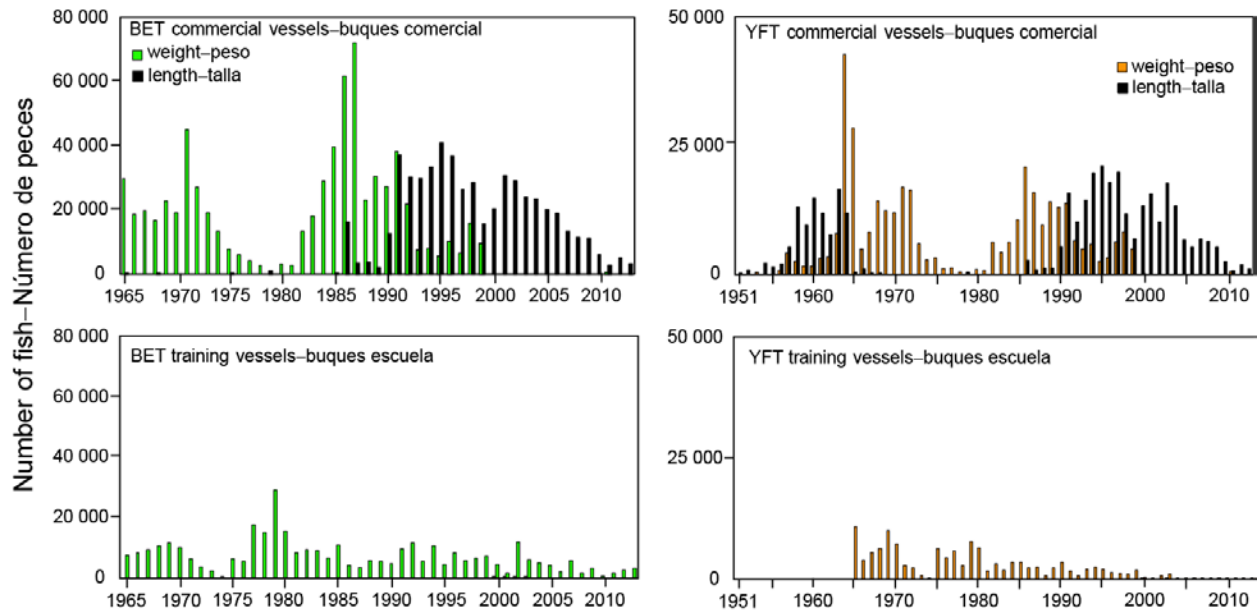 Number of fish–Número de peces
BET commercial vessels–buques comercial
weight–peso
length–talla
80 000
60 000
40 000
20 000
0
1965 1970 1975 1980 1985 1990 1995 2000 2005 2010
YFT commercial vessels–buques comercial
weight–peso
length–talla
50 000
25 000
0
1951 1960 1970 1980 1990 2000 2010
BET training vessels–buques escuela
80 000
60 000
40 000
20 000
0
1965 1970 1975 1980 1985 1990 1995 2000 2005 2010
YFT training vessels–buques escuela
50 000
25 000
0
1951 1960 1970 1980 1990 2000 2010